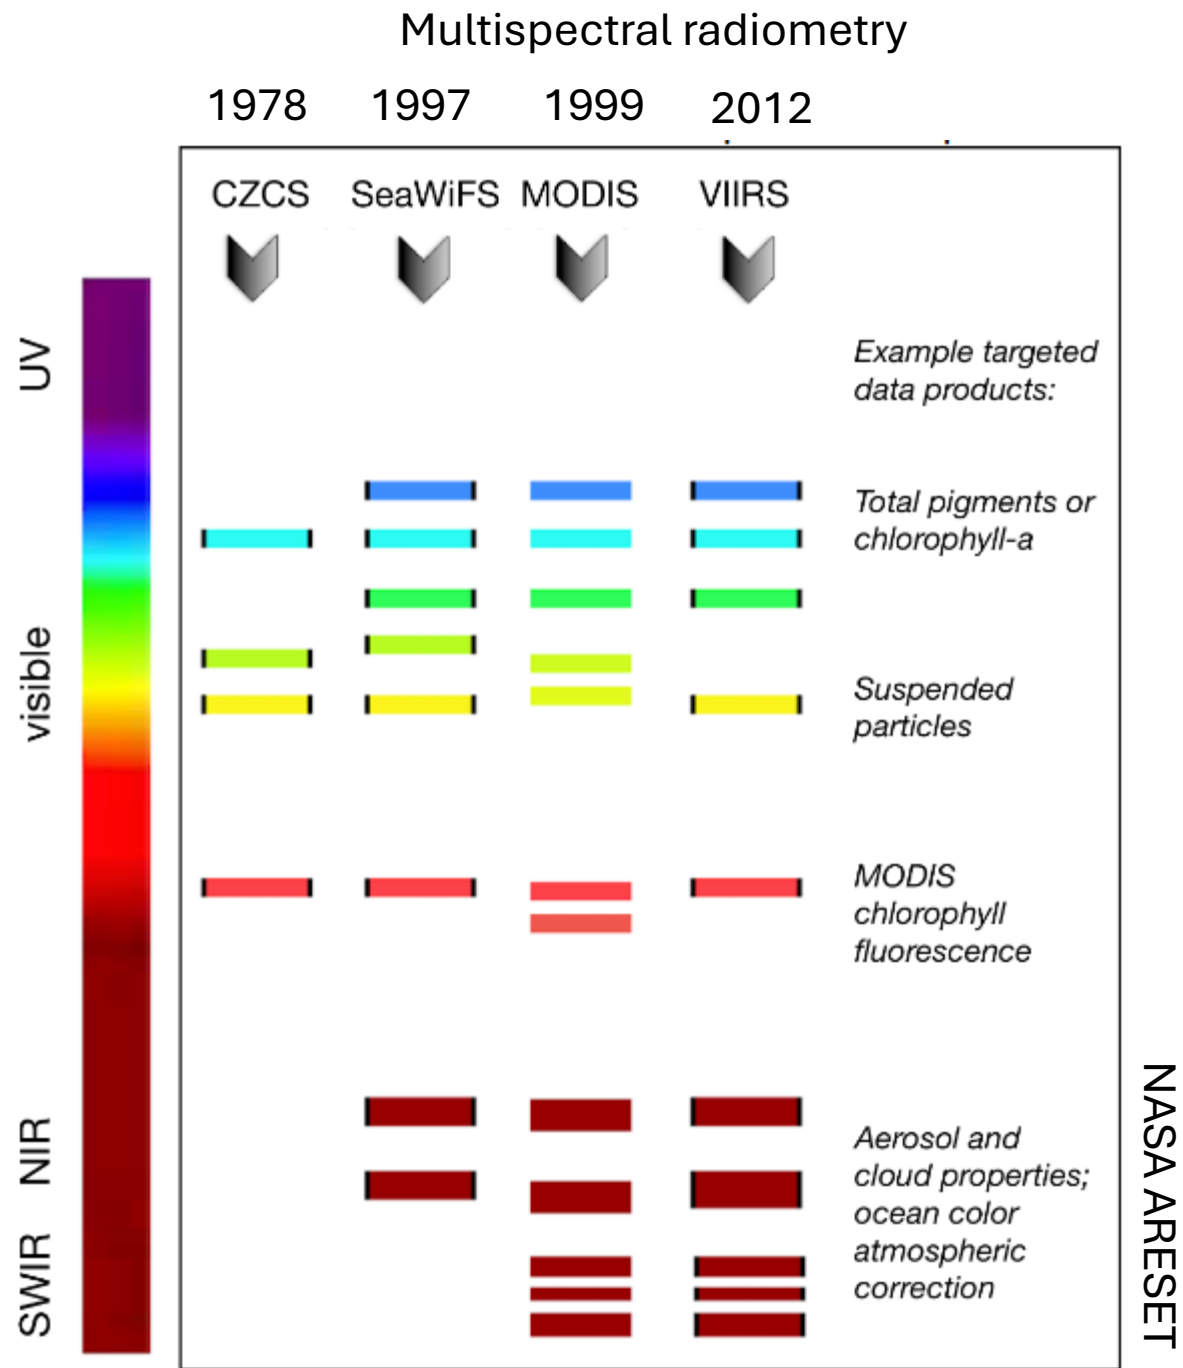 Multispectral radiometry
1978 1997 1999 2012
CZCS SeaWiFS MODIS VIIRS
UV
Example targeted
data products:
Total pigments or
chlorophyll-a
visible
Suspended
particles
MODIS
chlorophyll
fluorescence
NIR
Aerosol and
cloud properties;
ocean color
atmospheric
correction
SWIR
NASA ARESET